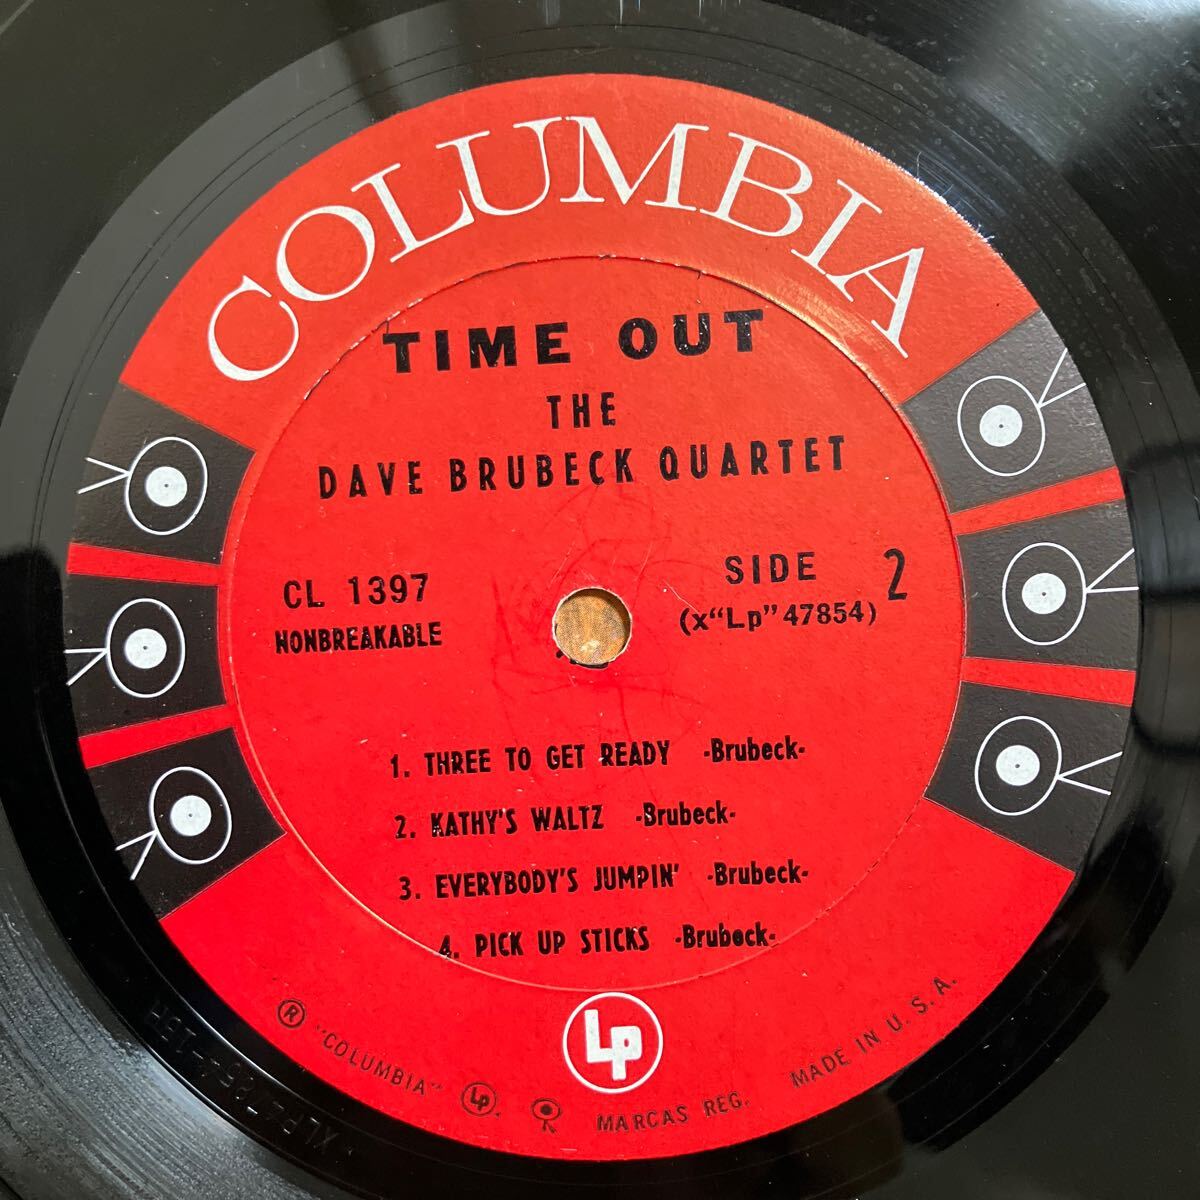 COLUMBIA
TIME OUT
THE
DAVE BRUBECK QUARTET
CL 1397
NONBREAKABLE
SIDE 2
(x“Lp”47854)
1. THREE TO GET READY -Brubeck-
2. KATHY'S WALTZ -Brubeck-
3. EVERYBODY'S JUMPIN' -Brubeck-
4. PICK UP STICKS -Brubeck-
LP
® "COLUMBIA" LP MARCAS REG. MADE IN U.S.A.